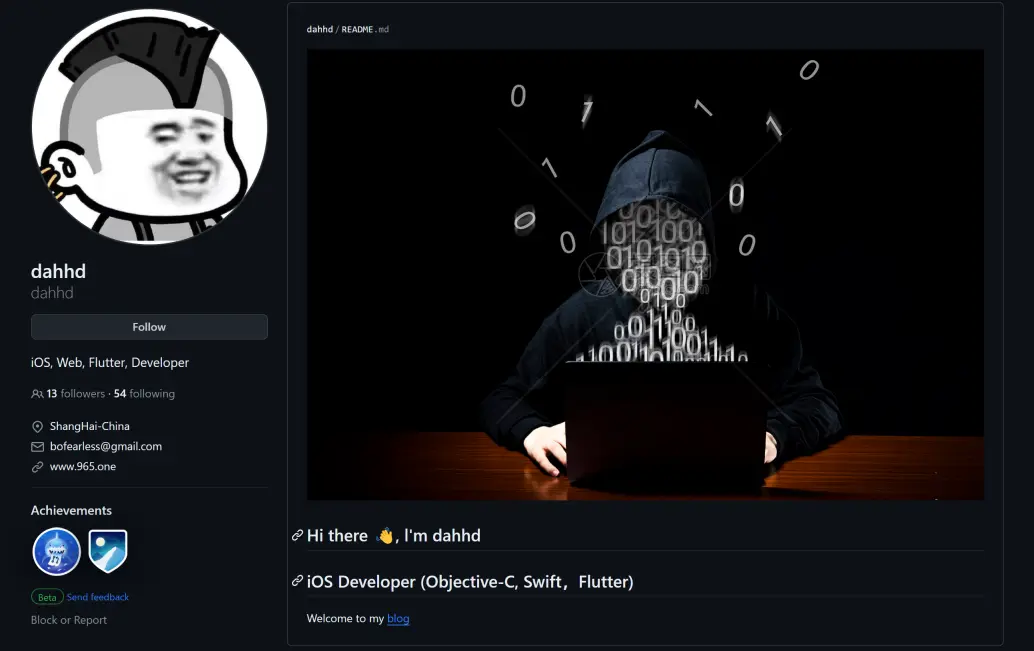 dahhd
dahhd
Follow
iOS, Web, Flutter, Developer
13 followers · 54 following
ShangHai-China
bofearless@gmail.com
www.965.one
Achievements
Beta Send feedback
Block or Report
dahhd / README.md
Hi there 👋, I'm dahhd
iOS Developer (Objective-C, Swift，Flutter)
Welcome to my blog